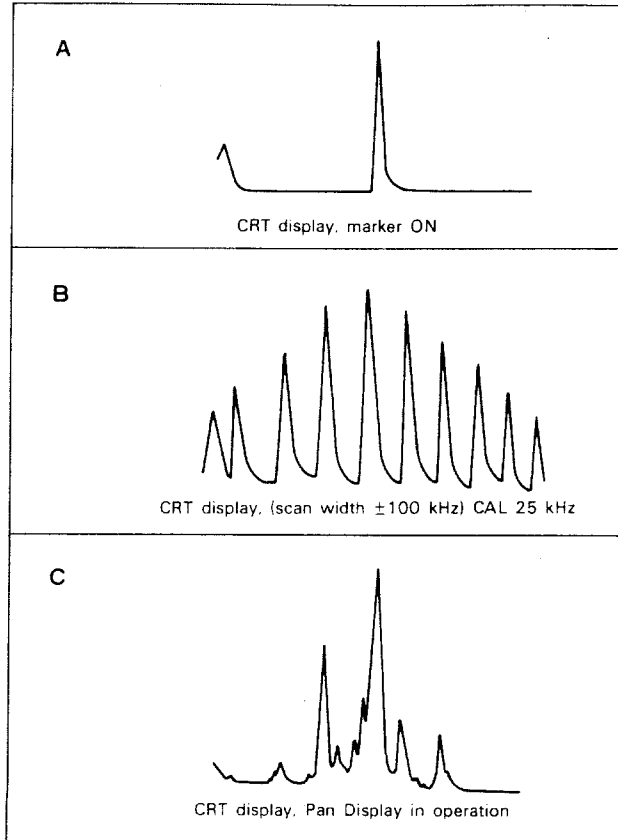 A
CRT display, marker ON
B
CRT display, (scan width ±100 kHz) CAL 25 kHz
C
CRT display, Pan Display in operation